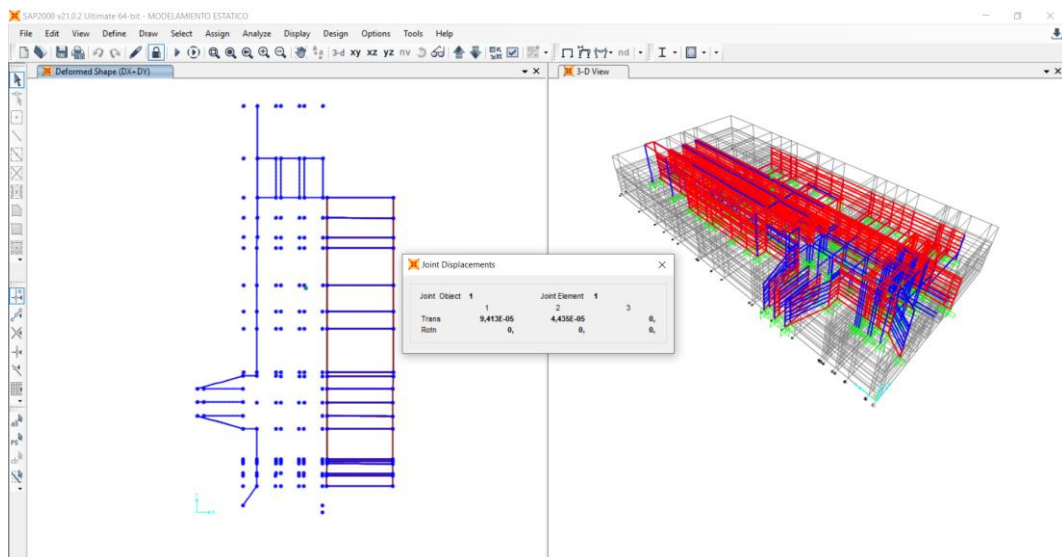 SAP2000 v21.0.2 Ultimate 64-bit - MODELAMIENTO ESTATICO
File Edit View Define Draw Select Assign Analyze Display Design Options Tools Help
3-d xy xz yz nv
nd
Deformed Shape (DX+DY)
3-D View
Joint Displacements
Joint Object 1 Joint Element 1
1 2 3
Trans 9,413E-05 4,435E-05 0,
Rotn 0, 0, 0,